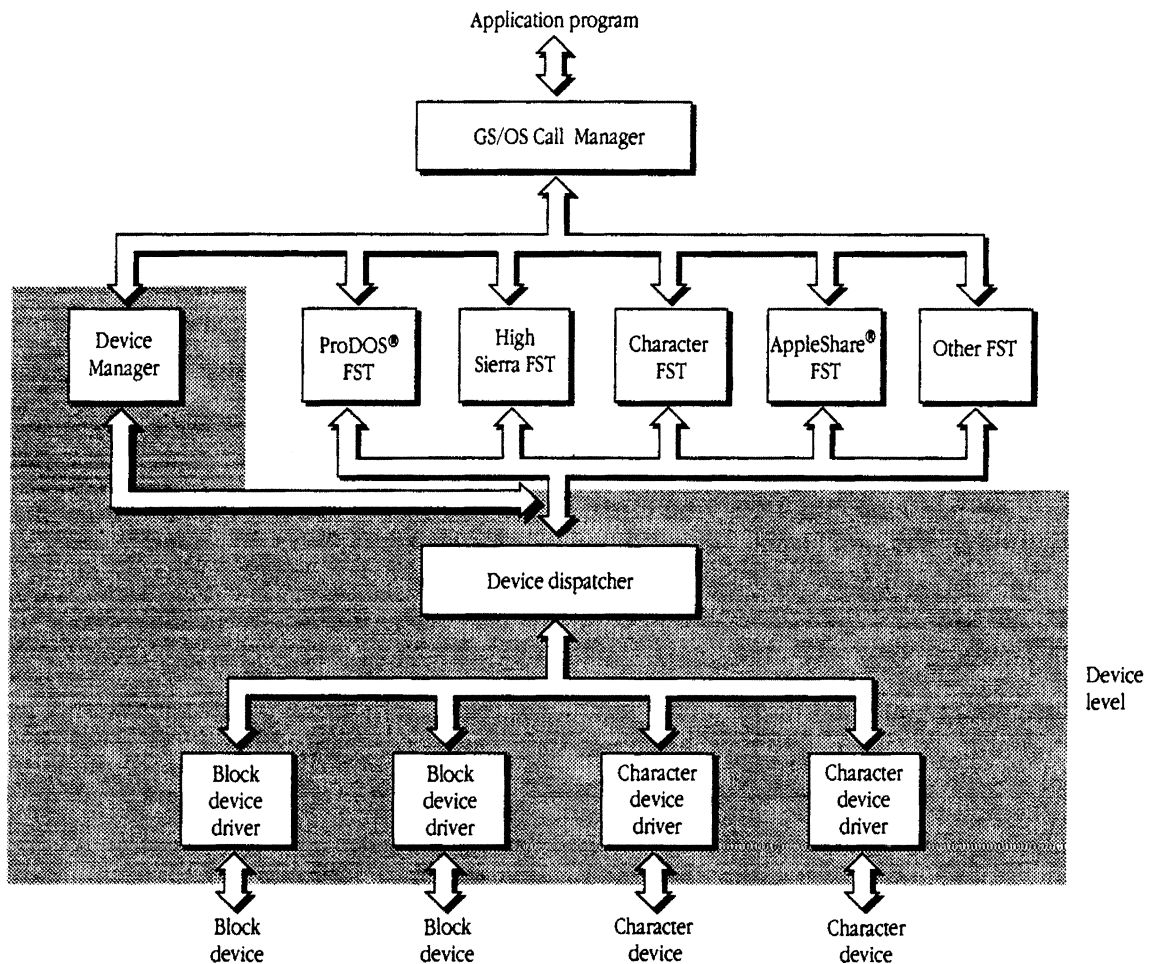 Application program
GS/OS Call Manager
Device
Manager
ProDOS®
FST
High
Sierra FST
Character
FST
AppleShare®
FST
Other FST
Device dispatcher
Device
level
Block
device
driver
Block
device
driver
Character
device
driver
Character
device
driver
Block
device
Block
device
Character
device
Character
device